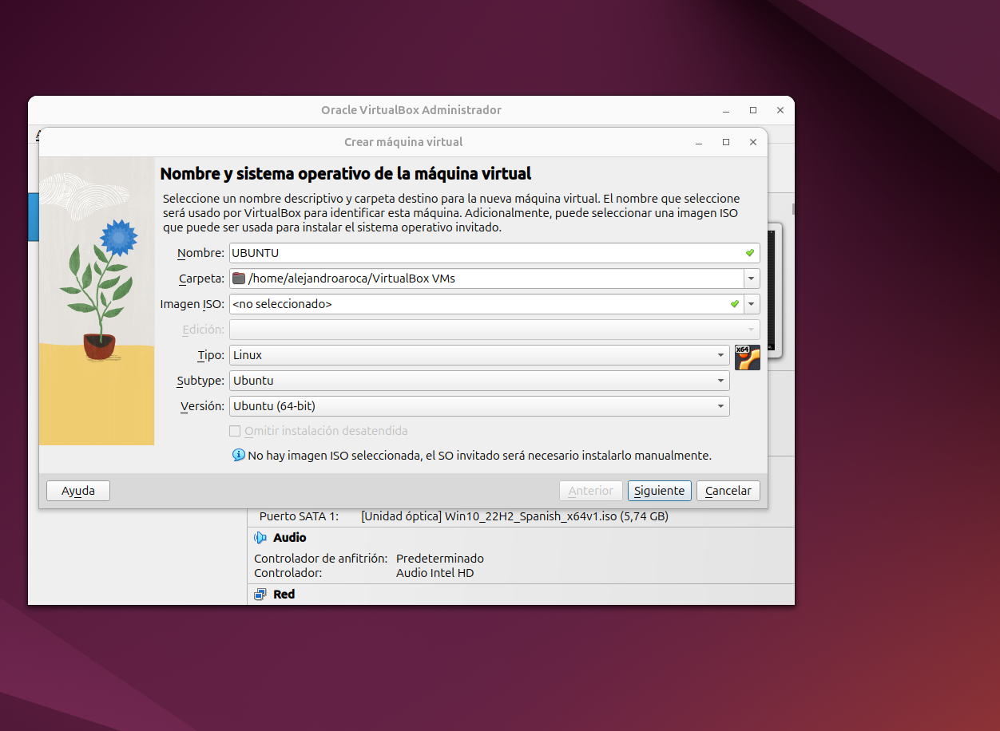 Oracle VirtualBox Administrador
Crear máquina virtual
Nombre y sistema operativo de la máquina virtual
Seleccione un nombre descriptivo y carpeta destino para la nueva máquina virtual. El nombre que seleccione
será usado por VirtualBox para identificar esta máquina. Adicionalmente, puede seleccionar una imagen ISO
que puede ser usada para instalar el sistema operativo invitado.
Nombre: UBUNTU
Carpeta: /home/alejandroaroca/VirtualBox VMs
Imagen ISO: <no seleccionado>
Edición:
Tipo: Linux
x64
Subtype: Ubuntu
Versión: Ubuntu (64-bit)
Omitir instalación desatendida
No hay imagen ISO seleccionada, el SO invitado será necesario instalarlo manualmente.
Ayuda Anterior Siguiente Cancelar
Puerto SATA 1: [Unidad óptica] Win10_22H2_Spanish_x64v1.iso (5,74 GB)
Audio
Controlador de anfitrión: Predeterminado
Controlador: Audio Intel HD
Red